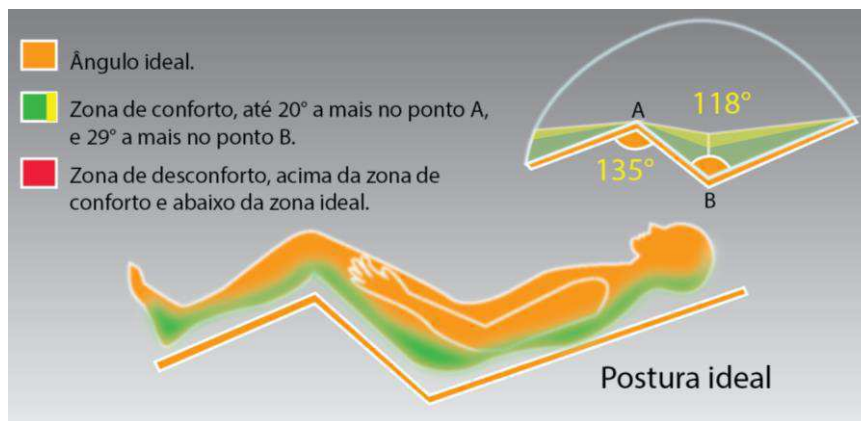 Ângulo ideal.
Zona de conforto, até 20° a mais no ponto A,
e 29° a mais no ponto B.
Zona de desconforto, acima da zona de
conforto e abaixo da zona ideal.
A
118°
135°
B
Postura ideal